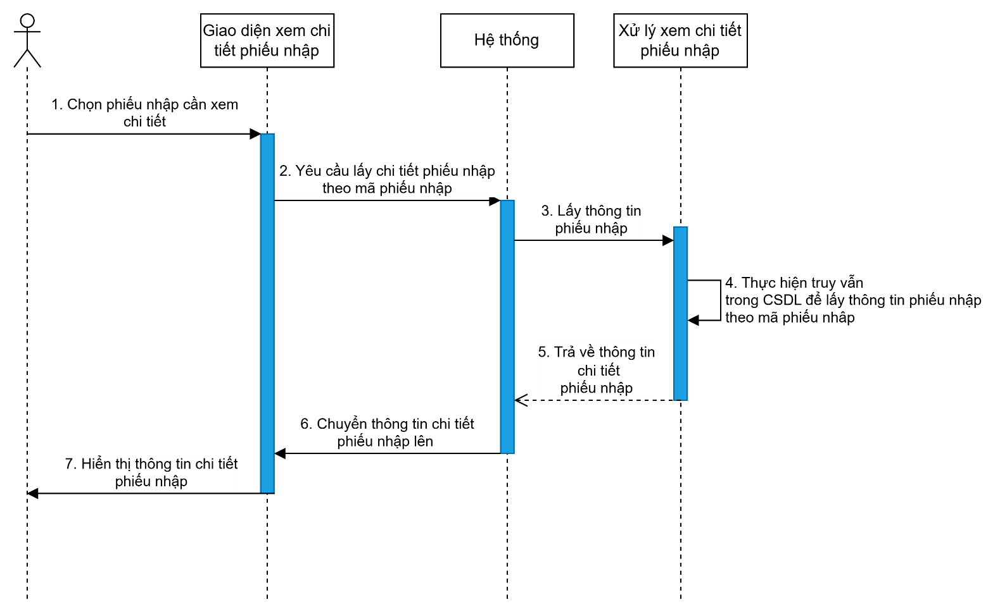 Giao diện xem chi
tiết phiếu nhập
Hệ thống
Xử lý xem chi tiết
phiếu nhập
1. Chọn phiếu nhập cần xem
chi tiết
2. Yêu cầu lấy chi tiết phiếu nhập
theo mã phiếu nhập
3. Lấy thông tin
phiếu nhập
4. Thực hiện truy vẫn
trong CSDL để lấy thông tin phiếu nhập
theo mã phiếu nhâp
5. Trả về thông tin
chi tiết
phiếu nhập
6. Chuyển thông tin chi tiết
phiếu nhập lên
7. Hiển thị thông tin chi tiết
phiếu nhập